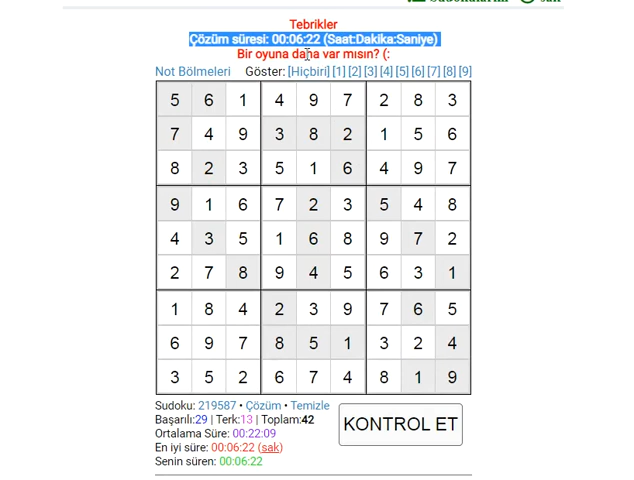 Tebrikler
Çözüm süresi: 00:06:22 (Saat:Dakika:Saniye)
Bir oyuna daha var mısın? (:
Not Bölmeleri Göster: [Hiçbiri] [1] [2] [3] [4] [5] [6] [7] [8] [9]
5 6 1 4 9 7 2 8 3
7 4 9 3 8 2 1 5 6
8 2 3 5 1 6 4 9 7
9 1 6 7 2 3 5 4 8
4 3 5 1 6 8 9 7 2
2 7 8 9 4 5 6 3 1
1 8 4 2 3 9 7 6 5
6 9 7 8 5 1 3 2 4
3 5 2 6 7 4 8 1 9
Sudoku: 219587 • Çözüm • Temizle
Başarılı:29 | Terk:13 | Toplam:42
Ortalama Süre: 00:22:09
En iyi süre: 00:06:22 (sak)
Senin süren: 00:06:22
KONTROL ET